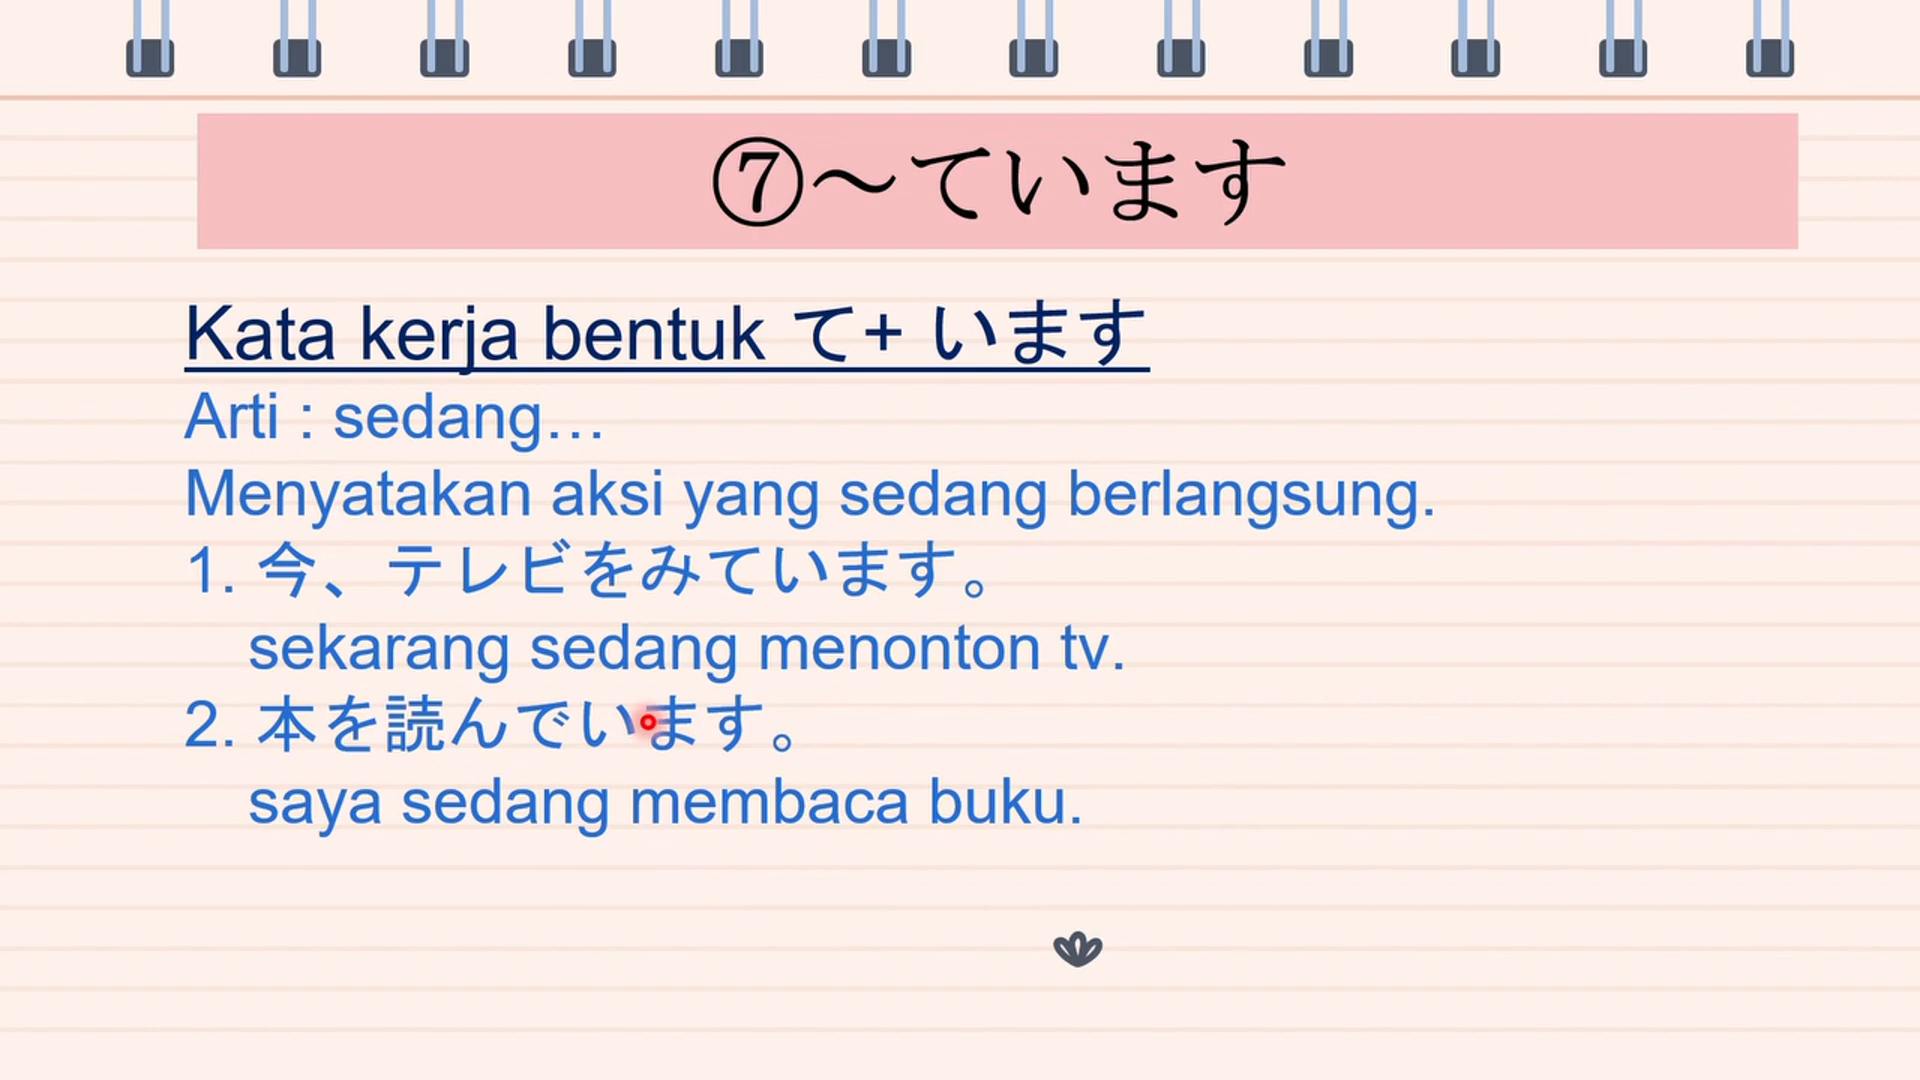 ⑦～ています
Kata kerja bentuk て+ います
Arti : sedang…
Menyatakan aksi yang sedang berlangsung.
1. 今、テレビをみています。
sekarang sedang menonton tv.
2. 本を読んでいます。
saya sedang membaca buku.